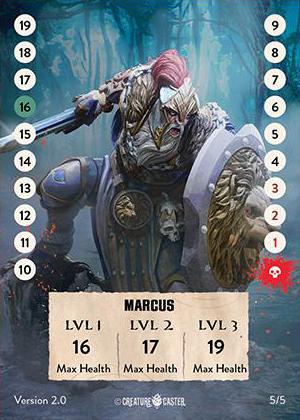 19 9
18 8
17 7
16 6
15 5
14 4
13 3
12 2
11 1
10
MARCUS
LVL 1 LVL 2 LVL 3
16 17 19
Max Health Max Health Max Health
Version 2.0 © CREATURE CASTER 5/5